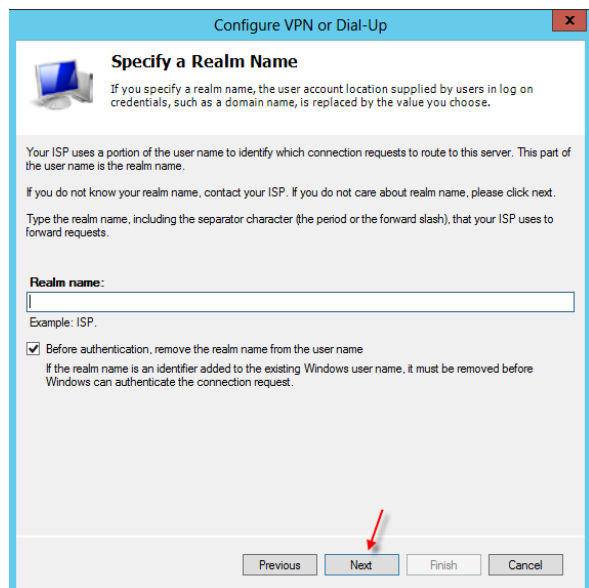 Configure VPN or Dial-Up
x
Specify a Realm Name
If you specify a realm name, the user account location supplied by users in log on
credentials, such as a domain name, is replaced by the value you choose.
Your ISP uses a portion of the user name to identify which connection requests to route to this server. This part of
the user name is the realm name.
If you do not know your realm name, contact your ISP. If you do not care about realm name, please click next.
Type the realm name, including the separator character (the period or the forward slash), that your ISP uses to
forward requests.
Realm name:
Example: ISP.
Before authentication, remove the realm name from the user name
If the realm name is an identifier added to the existing Windows user name, it must be removed before
Windows can authenticate the connection request.
Previous Next Finish Cancel